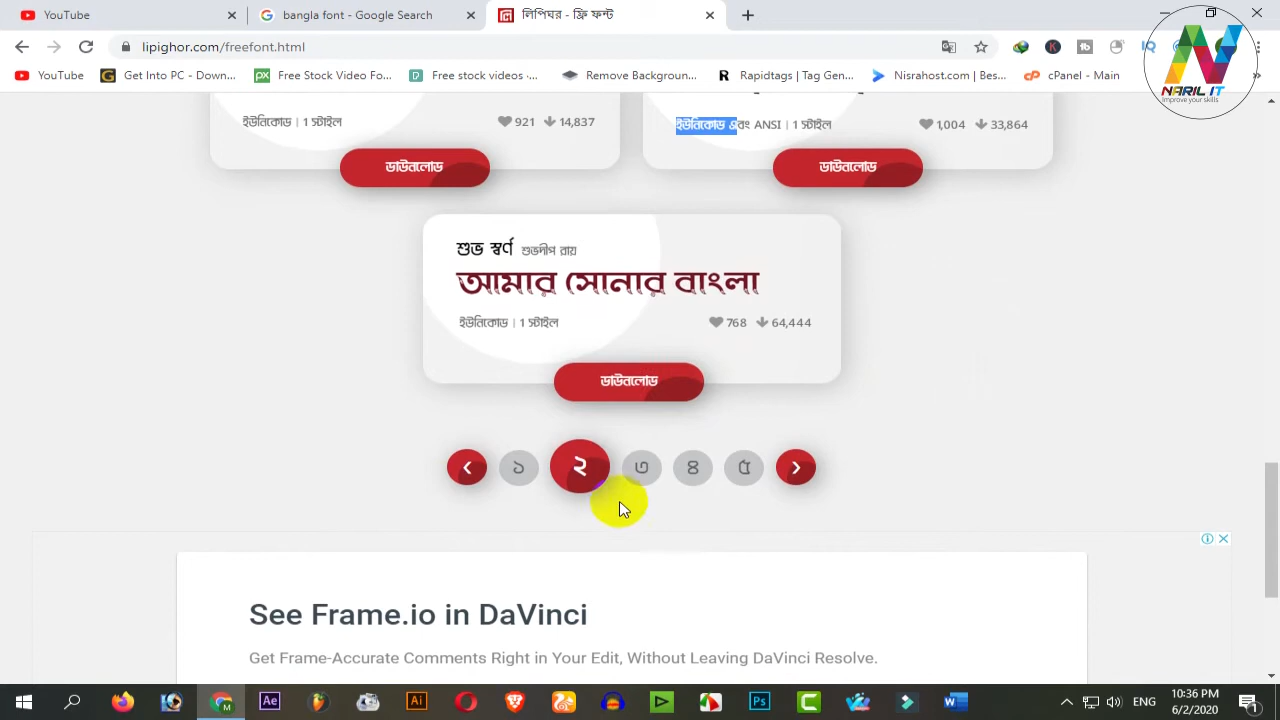 YouTube
bangla font - Google Search
লিপিঘর - ফ্রি ফন্ট
lipighor.com/freefont.html
YouTube
Get Into PC - Down...
Free Stock Video Fo...
Free stock videos -...
Remove Backgroun...
Rapidtags | Tag Gen...
Nisrahost.com | Bes...
cPanel - Main
NARIL IT
Improve your skills
ইউনিকোড | 1 স্টাইল
921
14,837
ইউনিকোড এবং ANSI | 1 স্টাইল
1,004
33,864
ডাউনলোড
ডাউনলোড
শুভ স্বর্ণ শুভদীপ রায়
আমার সোনার বাংলা
ইউনিকোড | 1 স্টাইল
768
64,444
ডাউনলোড
১ ২ ৩ ৪ ৫
See Frame.io in DaVinci
Get Frame-Accurate Comments Right in Your Edit, Without Leaving DaVinci Resolve.
ENG
10:36 PM
6/2/2020